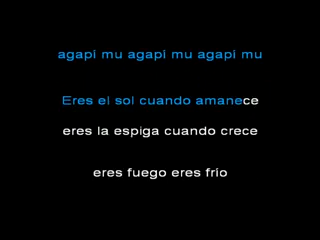 agapi mu agapi mu agapi mu
Eres el sol cuando amanece
eres la espiga cuando crece
eres fuego eres frio